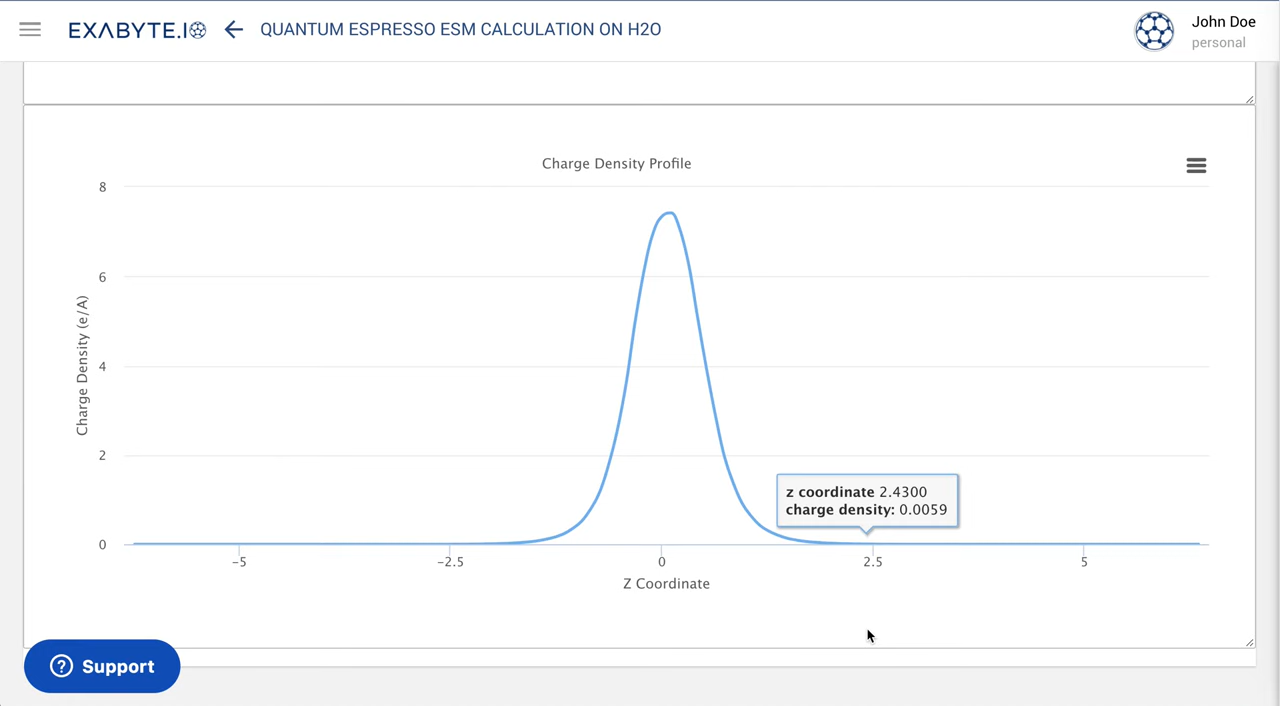 EXABYTE.IO
QUANTUM ESPRESSO ESM CALCULATION ON H2O
John Doe
personal
Charge Density Profile
8
6
4
2
0
Charge Density (e/A)
z coordinate 2.4300
charge density: 0.0059
−5
−2.5
0
2.5
5
Z Coordinate
? Support